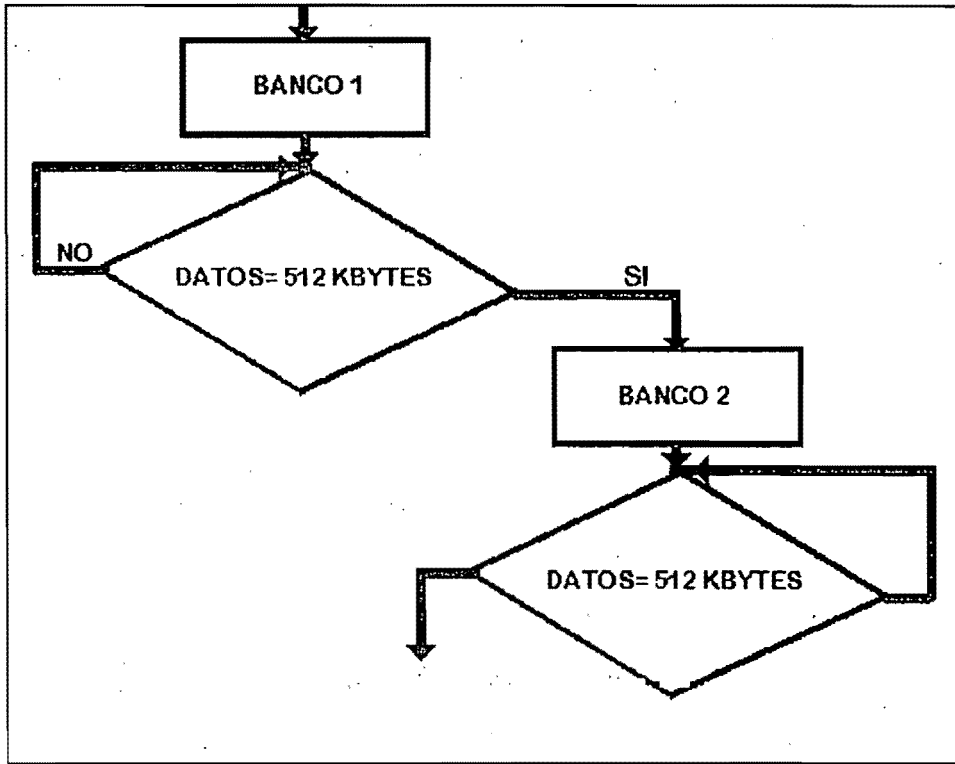 BANCO 1
NO
DATOS= 512 KBYTES
SI
BANCO 2
DATOS= 512 KBYTES